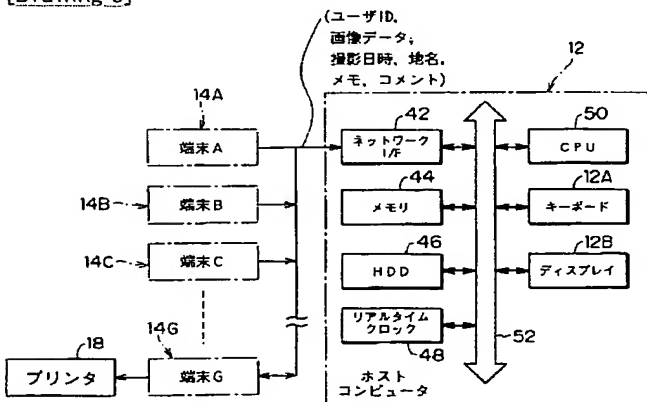 [Drawing 3]
(ユーザID、
画像データ;
撮影日時、地名、
メモ、コメント)
12
14A
端末A
14B
端末B
14C
端末C
14G
端末G
18
プリンタ
42
ネットワーク
I/F
44
メモリ
46
HDD
リアルタイム
クロック
48
ホスト
コンピュータ
50
CPU
12A
キーボード
12B
ディスプレイ
52